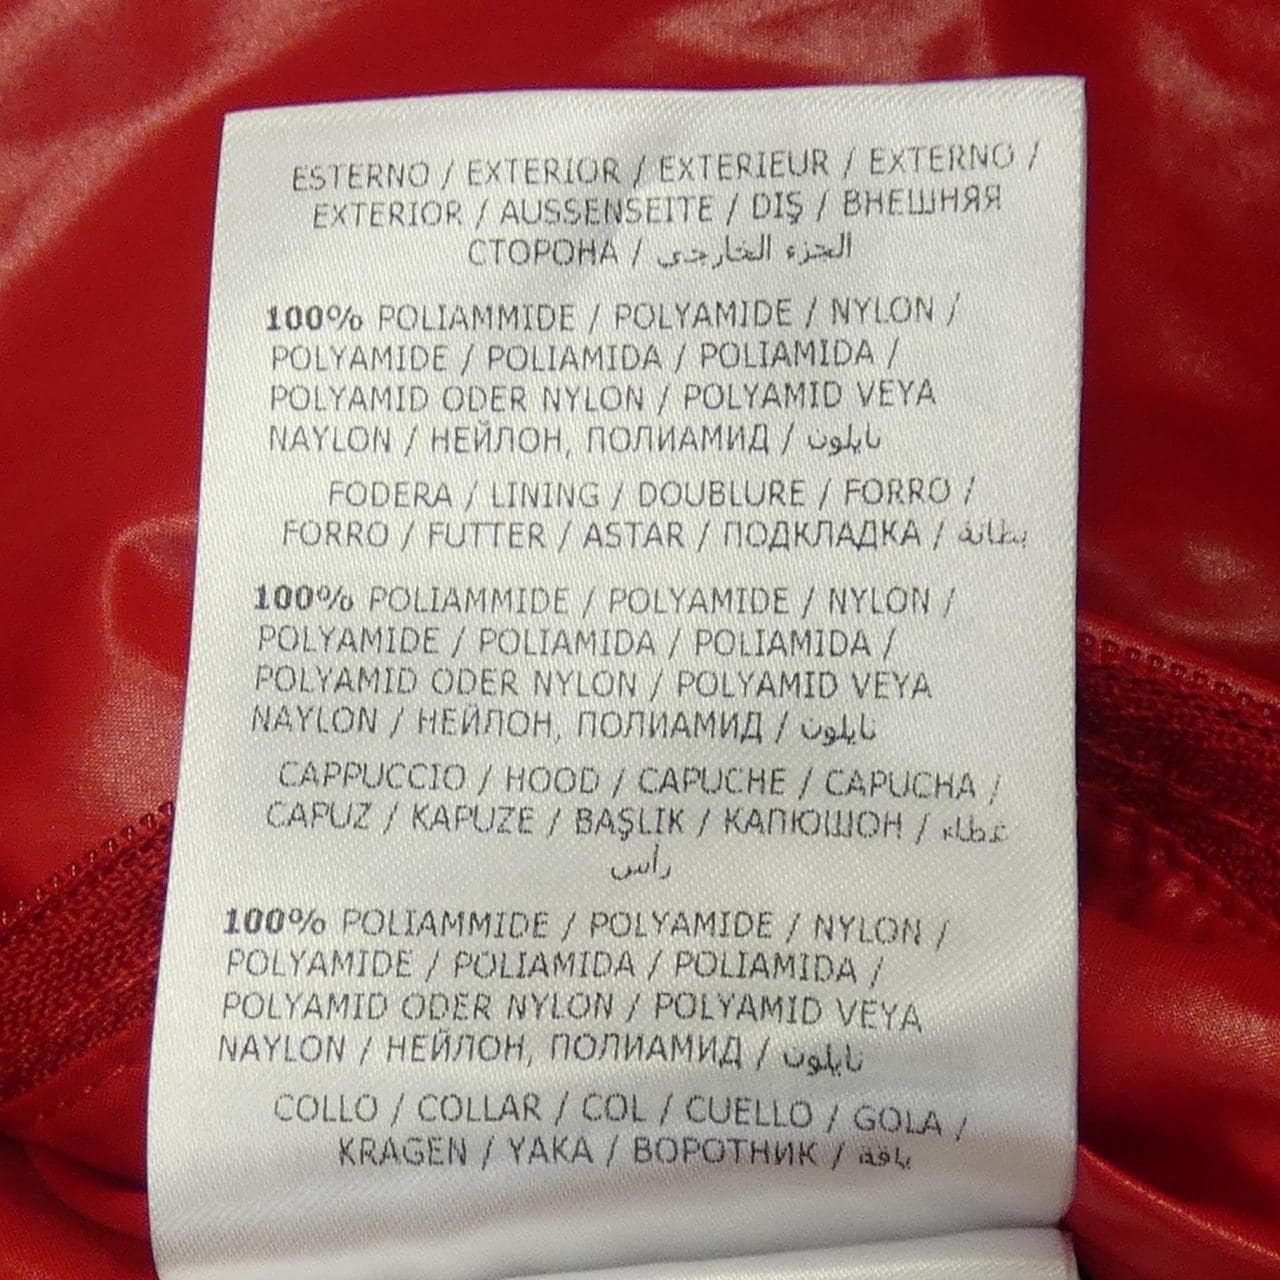 ESTERNO / EXTERIOR / EXTERIEUR / EXTERNO /
EXTERIOR / AUSSENSEITE / DIŞ / ВНЕШНЯЯ
СТОРОНА / الجزء الخارجي
100% POLIAMMIDE / POLYAMIDE / NYLON /
POLYAMIDE / POLIAMIDA / POLIAMIDA /
POLYAMID ODER NYLON / POLYAMID VEYA
NAYLON / НЕЙЛОН, ПОЛИАМИД / نايلون
FODERA / LINING / DOUBLURE / FORRO /
FORRO / FUTTER / ASTAR / ПОДКЛАДКА / بطانة
100% POLIAMMIDE / POLYAMIDE / NYLON /
POLYAMIDE / POLIAMIDA / POLIAMIDA /
POLYAMID ODER NYLON / POLYAMID VEYA
NAYLON / НЕЙЛОН, ПОЛИАМИД / نايلون
CAPPUCCIO / HOOD / CAPUCHE / CAPUCHA /
CAPUZ / KAPUZE / BAŞLIK / КАПЮШОН / غطاء
رأس
100% POLIAMMIDE / POLYAMIDE / NYLON /
POLYAMIDE / POLIAMIDA / POLIAMIDA /
POLYAMID ODER NYLON / POLYAMID VEYA
NAYLON / НЕЙЛОН, ПОЛИАМИД / نايلون
COLLO / COLLAR / COL / CUELLO / GOLA /
KRAGEN / YAKA / ВОРОТНИК / ياقة